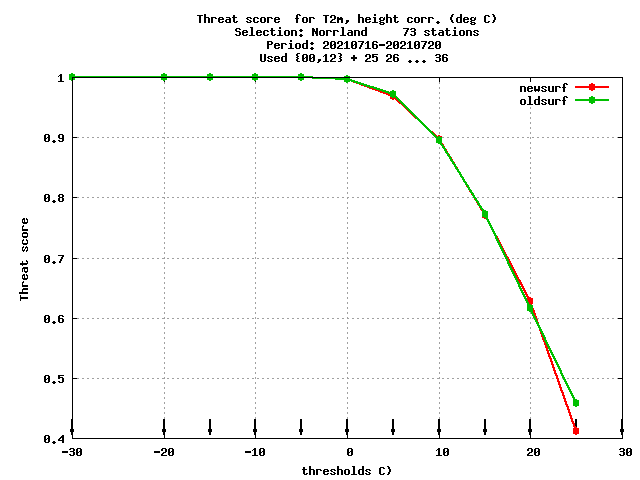 Threat score  for T2m, height corr. (deg C)
Selection: Norrland     73 stations
Period: 20210716-20210720
Used {00,12} + 25 26 ... 36
newsurf
oldsurf
1
0.9
0.8
0.7
0.6
0.5
0.4
Threat score
-30 -20 -10 0 10 20 30
thresholds C)